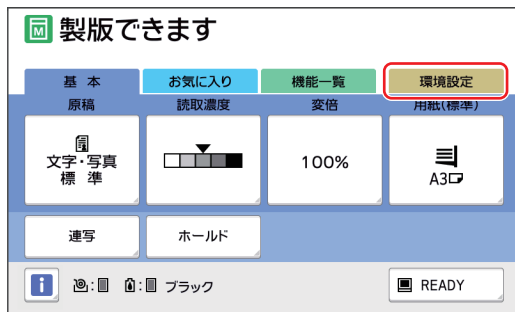 製版できます
基 本
お気に入り
機能一覧
環境設定
原稿
読取濃度
変倍
用紙(標準)
文字・写真
標 準
100%
A3
連写
ホールド
i
: : ブラック
READY